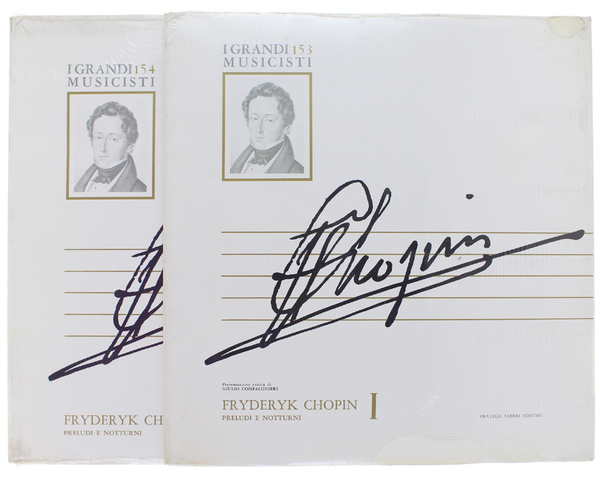 I GRANDI 154
MUSICISTI
FRYDERYK CH
PRELUDI E NOTTURNI
I GRANDI 153
MUSICISTI
Chopin
Presentazione critica di
GIULIO CONFALONIERI
FRYDERYK CHOPIN I
PRELUDI E NOTTURNI
FRATELLI FABBRI EDITORI